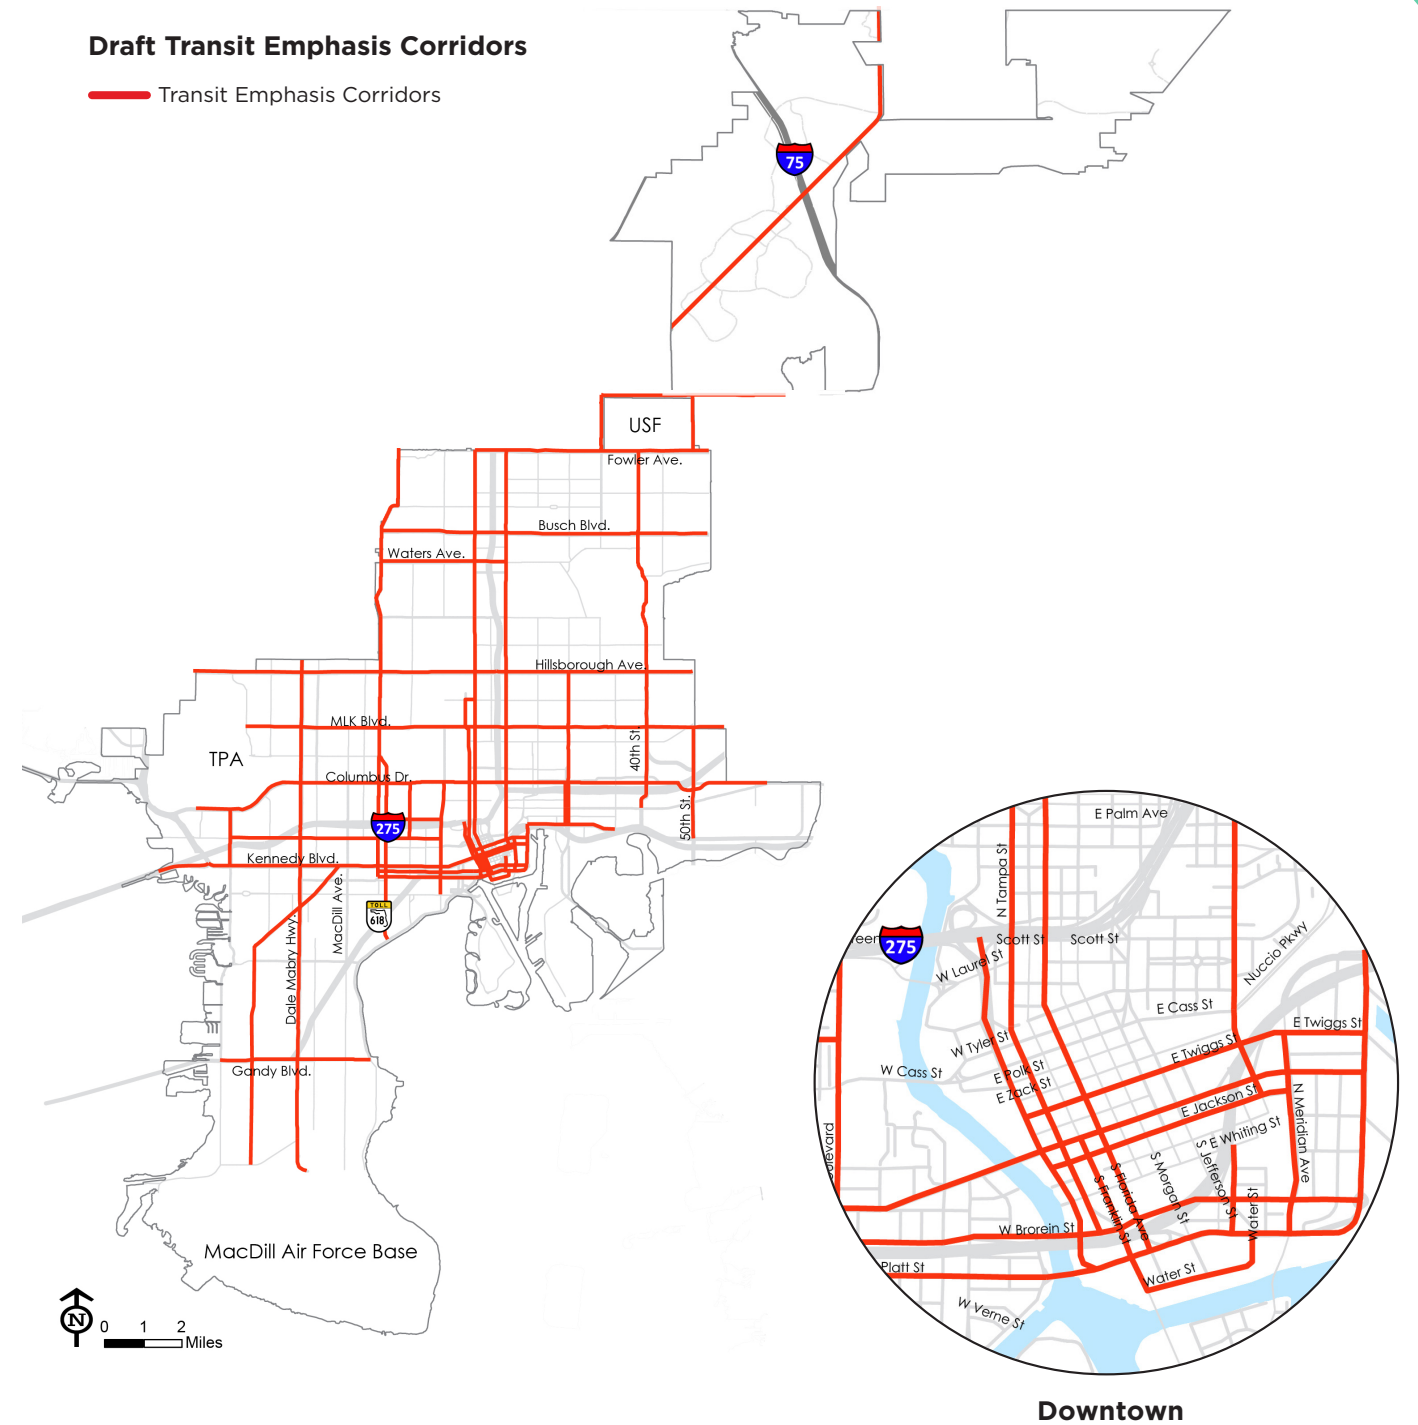 Draft Transit Emphasis Corridors
Transit Emphasis Corridors
75
USF
Fowler Ave.
Busch Blvd.
Waters Ave.
Hillsborough Ave.
MLK Blvd.
40th St.
TPA
Columbus Dr.
50th St.
275
Kennedy Blvd.
MacDill Ave.
TOLL
618
Dale Mabry Hwy.
Gandy Blvd.
MacDill Air Force Base
N
0 1 2
Miles
E Palm Ave
N Tampa St
275
Scott St
Scott St
W Laurel St
Nuccio Pkwy
E Cass St
E Twiggs St
E Twiggs St
W Tyler St
W Cass St
E Polk St
E Zack St
E Jackson St
N Meridian Ave
E Whiting St
S Jefferson St
S Morgan St
S Florida Ave
S Franklin St
Water St
W Brorein St
Platt St
Water St
W Verne St
Downtown